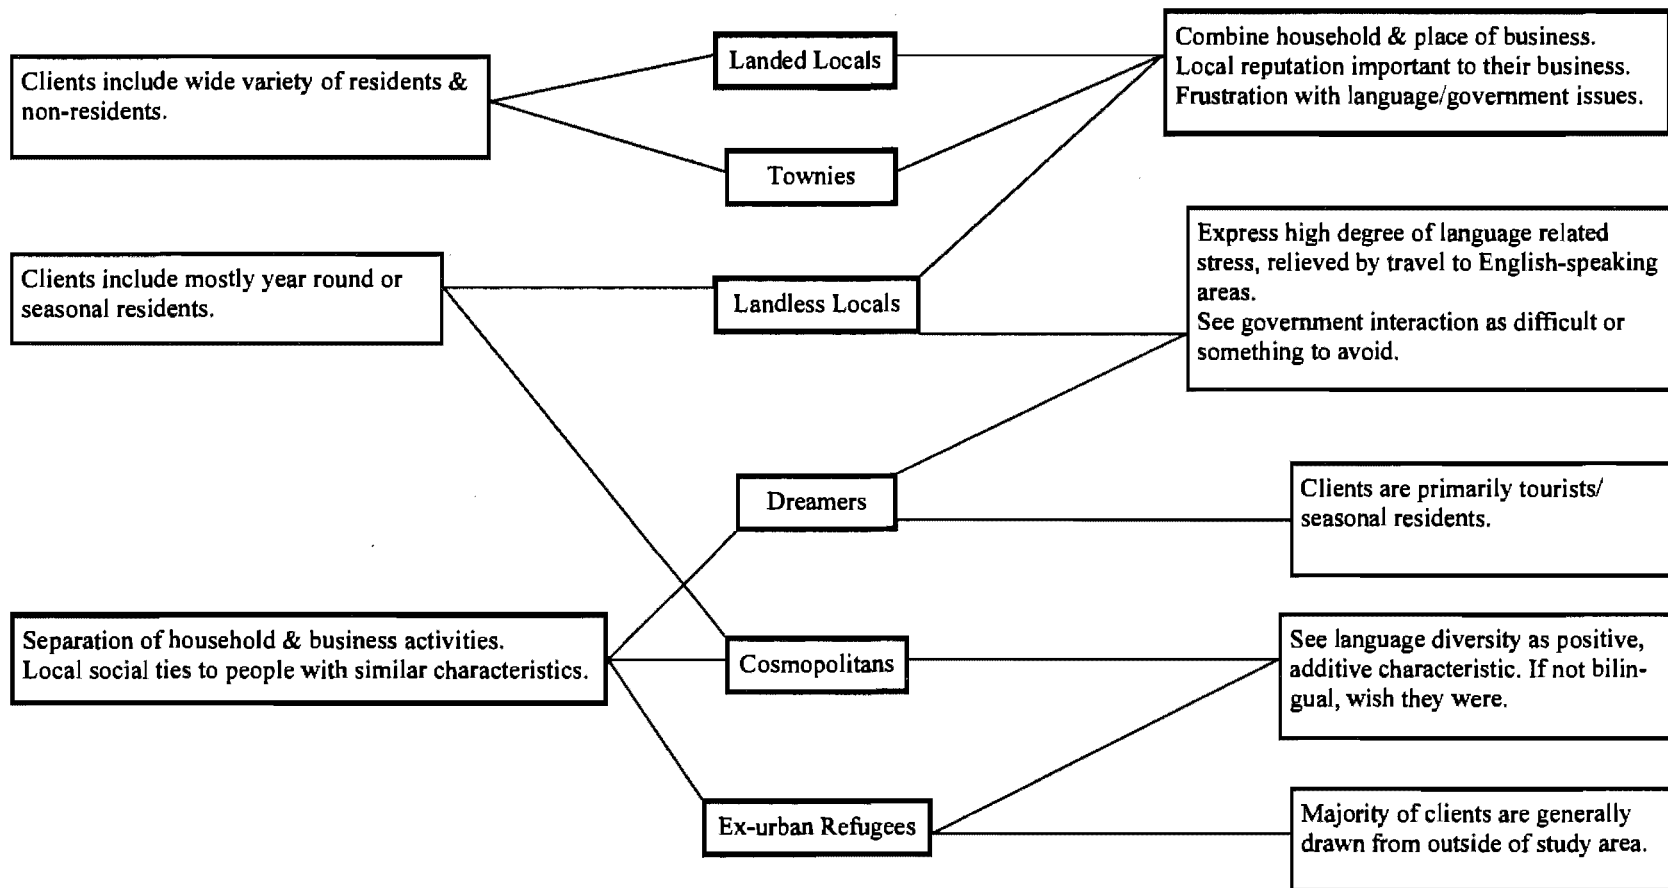 Clients include wide variety of residents &
non-residents.
Clients include mostly year round or
seasonal residents.
Separation of household & business activities.
Local social ties to people with similar characteristics.
Landed Locals
Townies
Landless Locals
Dreamers
Cosmopolitans
Ex-urban Refugees
Combine household & place of business.
Local reputation important to their business.
Frustration with language/government issues.
Express high degree of language related
stress, relieved by travel to English-speaking
areas.
See government interaction as difficult or
something to avoid.
Clients are primarily tourists/
seasonal residents.
See language diversity as positive,
additive characteristic. If not bilin-
gual, wish they were.
Majority of clients are generally
drawn from outside of study area.